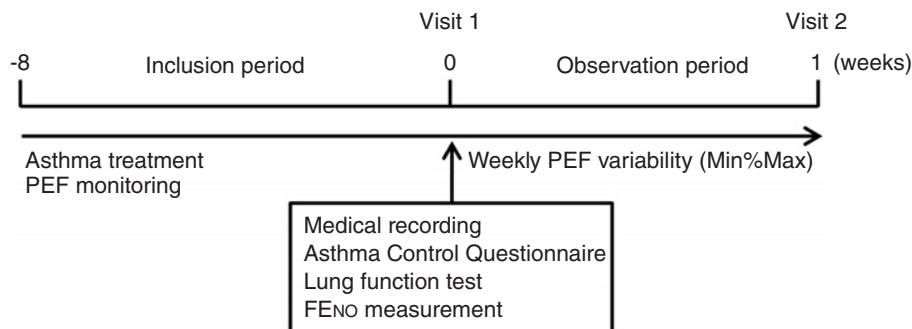 Visit 1
Visit 2
-8
Inclusion period
0
Observation period
1 (weeks)
Asthma treatment
PEF monitoring
Weekly PEF variability (Min%Max)
Medical recording
Asthma Control Questionnaire
Lung function test
FENO measurement